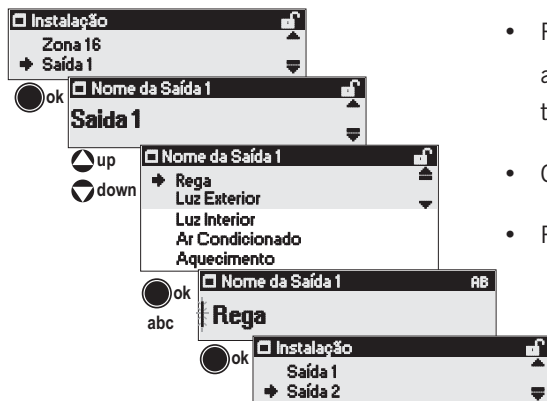 Instalação
Zona 16
Saída 1
ok
Nome da Saída 1
Saida 1
up
down
Nome da Saída 1
Rega
Luz Exterior
Luz Interior
Ar Condicionado
Aquecimento
ok
abc
Nome da Saída 1 AB
Rega
ok
Instalação
Saída 1
Saída 2